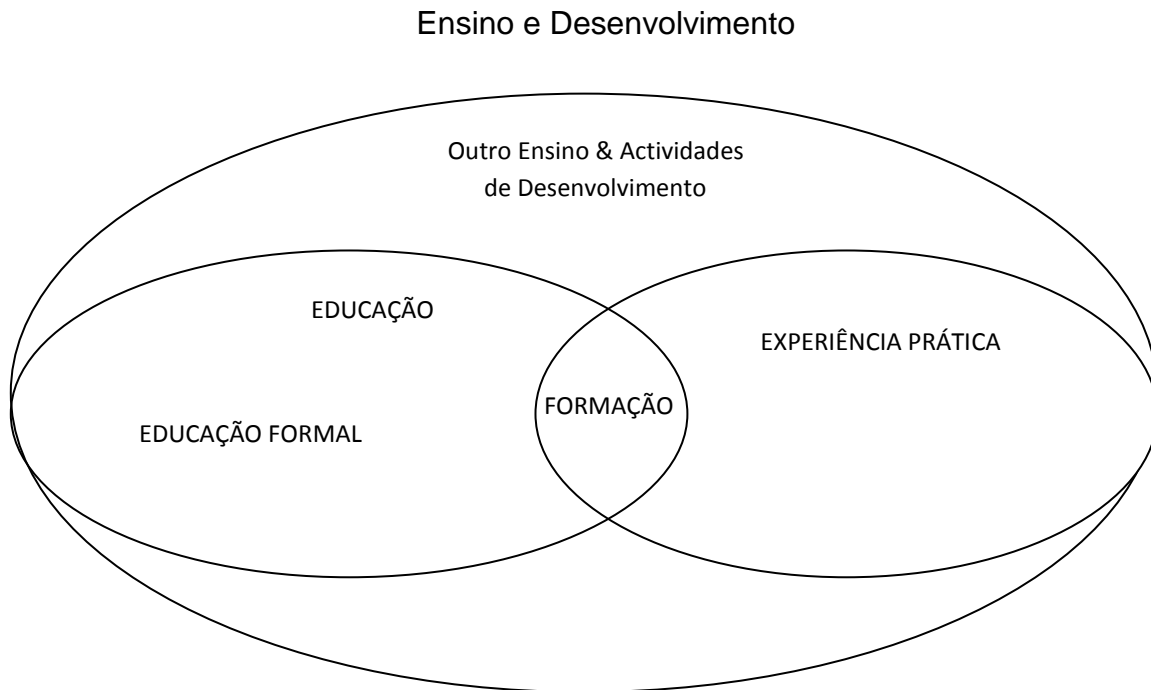 Ensino e Desenvolvimento
Outro Ensino & Actividades
de Desenvolvimento
EDUCAÇÃO
EXPERIÊNCIA PRÁTICA
FORMAÇÃO
EDUCAÇÃO FORMAL